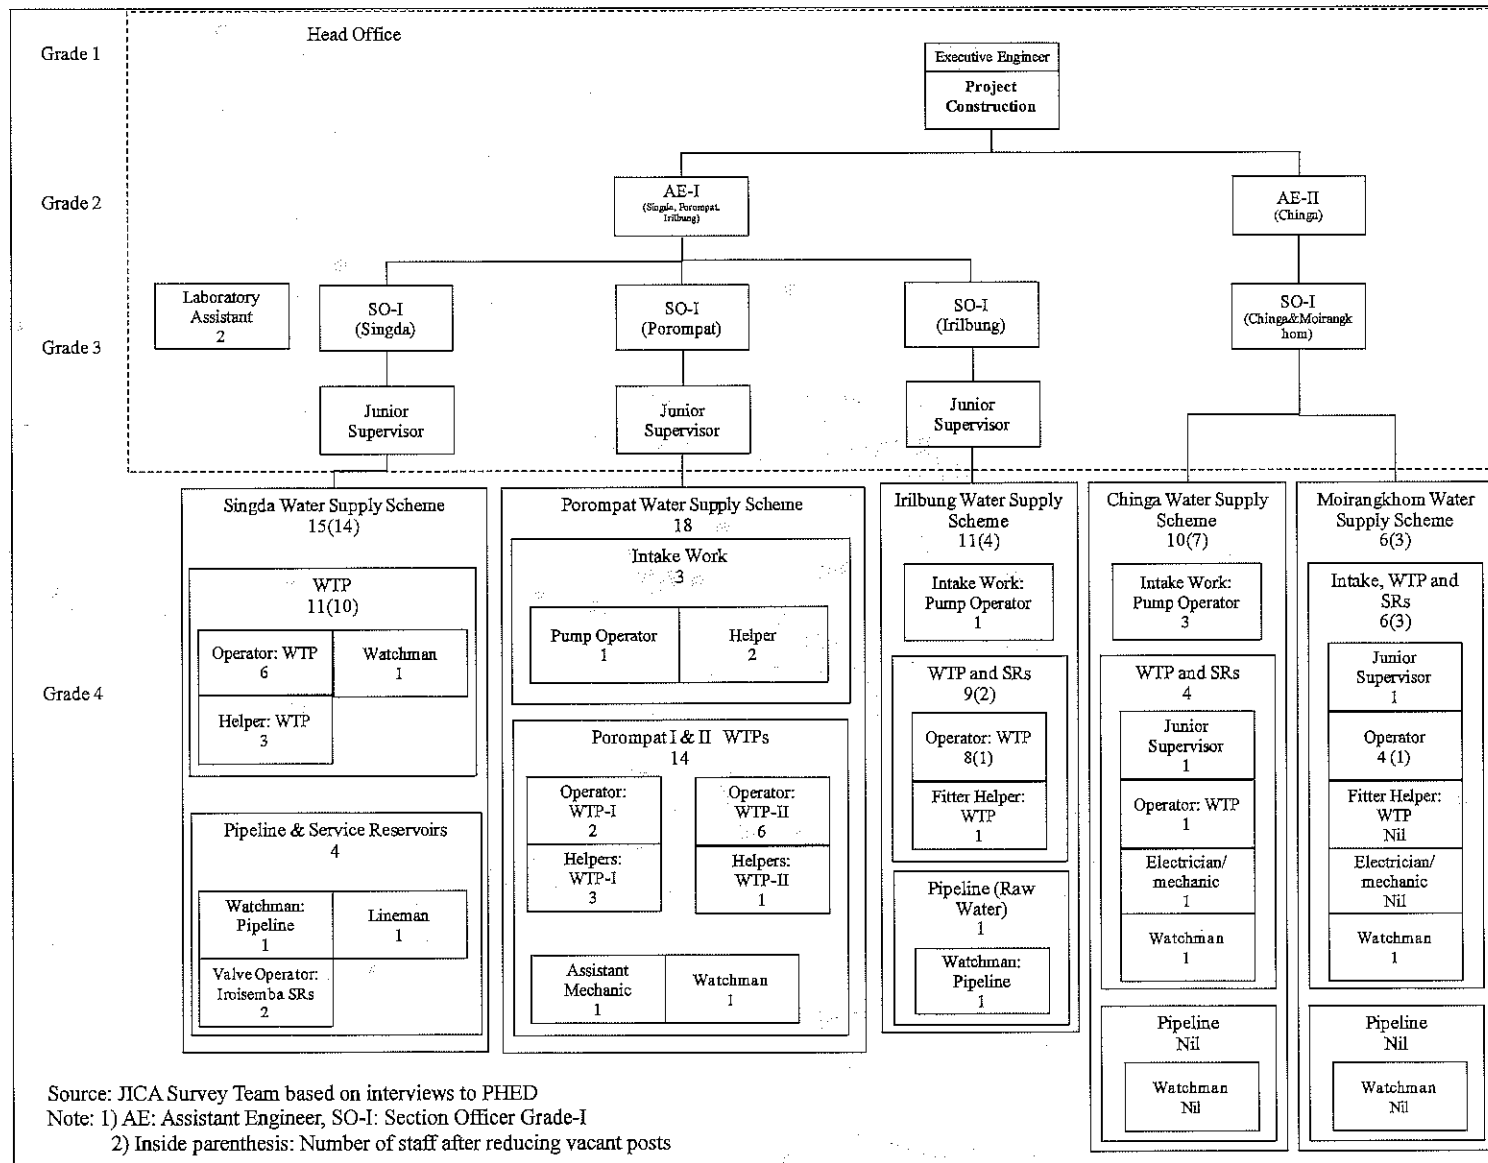 Head Office
Grade 1
Executive Engineer
Project
Construction
Grade 2
AE-I
(Singda, Porompat,
Irilbung)
AE-II
(Chinga)
Grade 3
Laboratory
Assistant
2
SO-I
(Singda)
SO-I
(Porompat)
SO-I
(Irilbung)
SO-I
(Chinga&Moirangk
hom)
Junior
Supervisor
Junior
Supervisor
Junior
Supervisor
Grade 4
Singda Water Supply Scheme
15(14)
WTP
11(10)
Operator: WTP
6
Watchman
1
Helper: WTP
3
Pipeline & Service Reservoirs
4
Watchman:
Pipeline
1
Lineman
1
Valve Operator:
Iroisemba SRs
2
Porompat Water Supply Scheme
18
Intake Work
3
Pump Operator
1
Helper
2
Porompat I & II WTPs
14
Operator:
WTP-I
2
Operator:
WTP-II
6
Helpers:
WTP-I
3
Helpers:
WTP-II
1
Assistant
Mechanic
1
Watchman
1
Irilbung Water Supply
Scheme
11(4)
Intake Work:
Pump Operator
1
WTP and SRs
9(2)
Operator: WTP
8(1)
Fitter Helper:
WTP
1
Pipeline (Raw
Water)
1
Watchman:
Pipeline
1
Chinga Water Supply
Scheme
10(7)
Intake Work:
Pump Operator
3
WTP and SRs
4
Junior
Supervisor
1
Operator: WTP
1
Electrician/
mechanic
1
Watchman
1
Pipeline
Nil
Watchman
Nil
Moirangkhom Water
Supply Scheme
6(3)
Intake, WTP and
SRs
6(3)
Junior
Supervisor
1
Operator
4(1)
Fitter Helper:
WTP
Nil
Electrician/
mechanic
Nil
Watchman
1
Pipeline
Nil
Watchman
Nil
Source: JICA Survey Team based on interviews to PHED
Note: 1) AE: Assistant Engineer, SO-I: Section Officer Grade-I
2) Inside parenthesis: Number of staff after reducing vacant posts